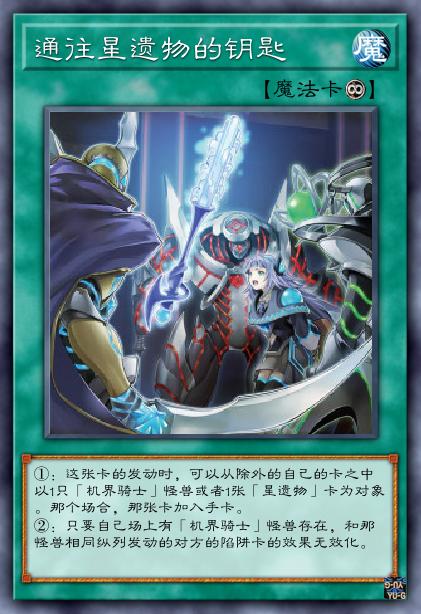 通往星遗物的钥匙
魔
【魔法卡】
①：这张卡的发动时，可以从除外的自己的卡之中
以1只「机界骑士」怪兽或者1张「星遗物」卡为对象
。那个场合，那张卡加入手卡。
②：只要自己场上有「机界骑士」怪兽存在，和那
怪兽相同纵列发动的对方的陷阱卡的效果无效化。
YU-G